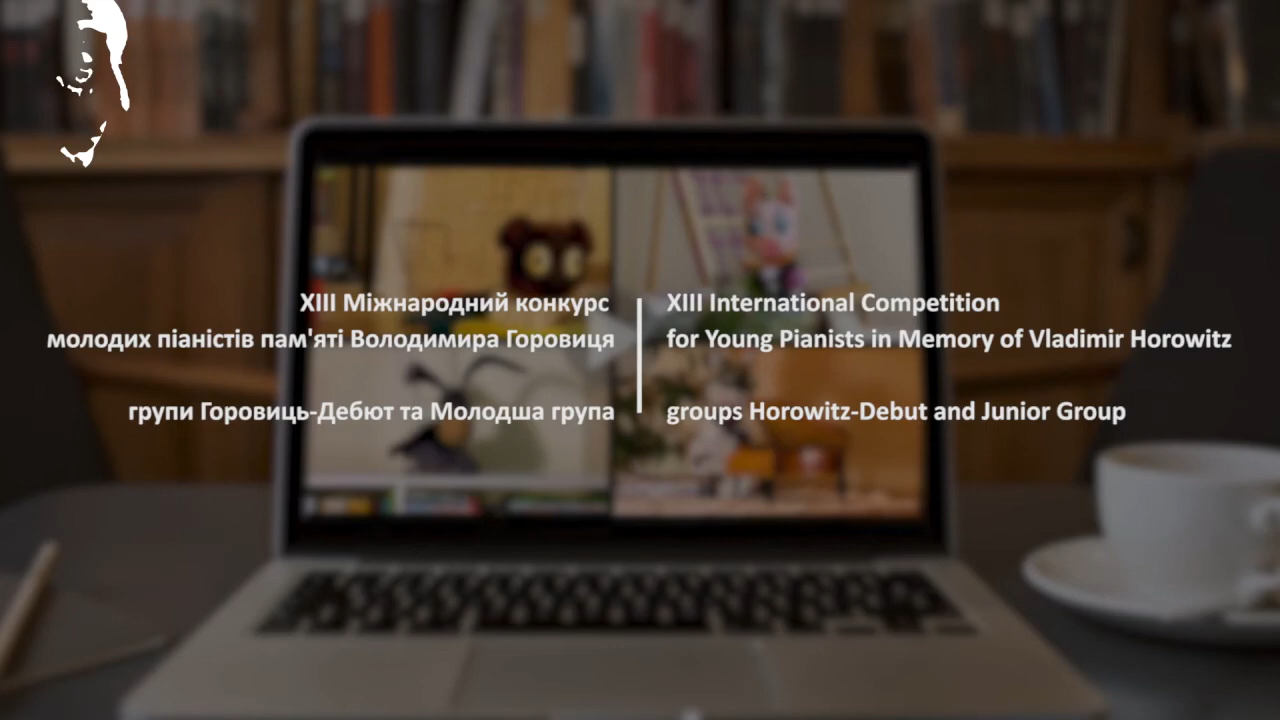 XIII Міжнародний конкурс
молодих піаністів пам'яті Володимира Горовиця
групи Горовиць-Дебют та Молодша група
XIII International Competition
for Young Pianists in Memory of Vladimir Horowitz
groups Horowitz-Debut and Junior Group